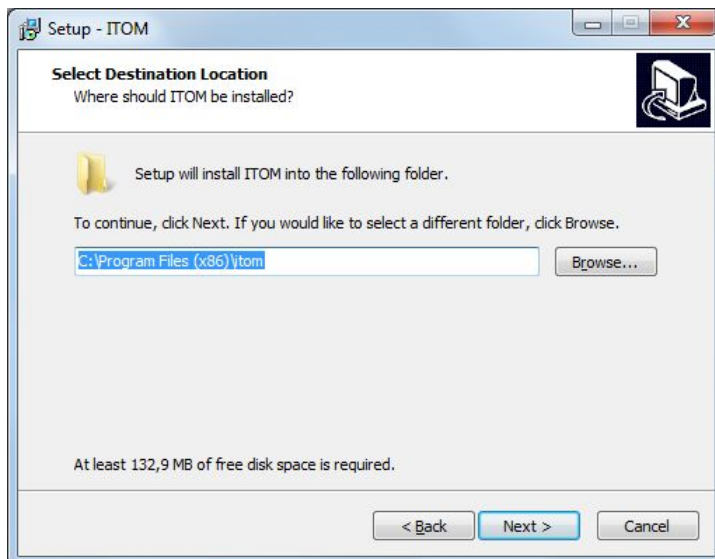 Setup - ITOM
Select Destination Location
Where should ITOM be installed?
Setup will install ITOM into the following folder.
To continue, click Next. If you would like to select a different folder, click Browse.
C:\Program Files (x86)\itom
Browse...
At least 132,9 MB of free disk space is required.
< Back
Next >
Cancel